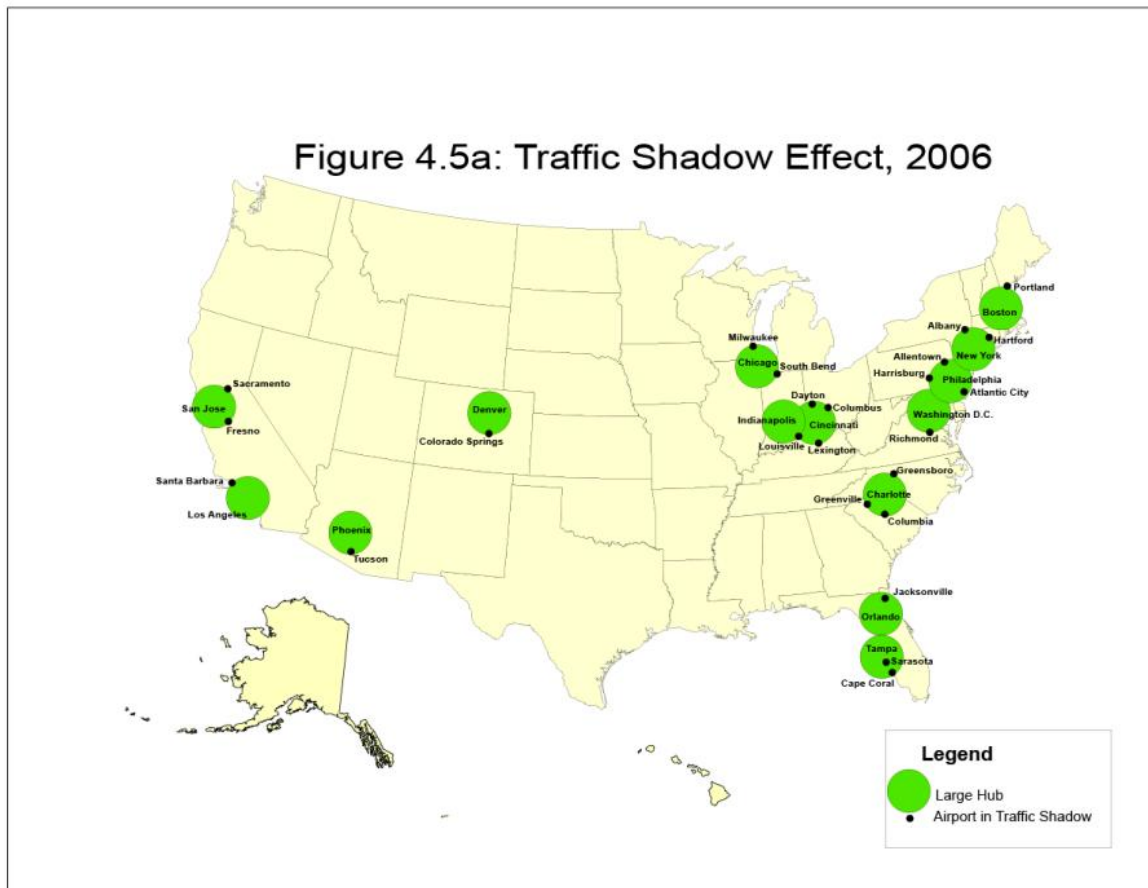 Figure 4.5a: Traffic Shadow Effect, 2006
Portland
Boston
Albany
Hartford
Milwaukee
New York
Allentown
Chicago
South Bend
Harrisburg
Philadelphia
Sacramento
Atlantic City
Dayton
San Jose
Denver
Columbus
Washington D.C.
Indianapolis
Cincinnati
Fresno
Richmond
Colorado Springs
Louisville
Lexington
Greensboro
Santa Barbara
Charlotte
Greenville
Los Angeles
Columbia
Phoenix
Tucson
Jacksonville
Orlando
Tampa
Sarasota
Cape Coral
Legend
Large Hub
Airport in Traffic Shadow